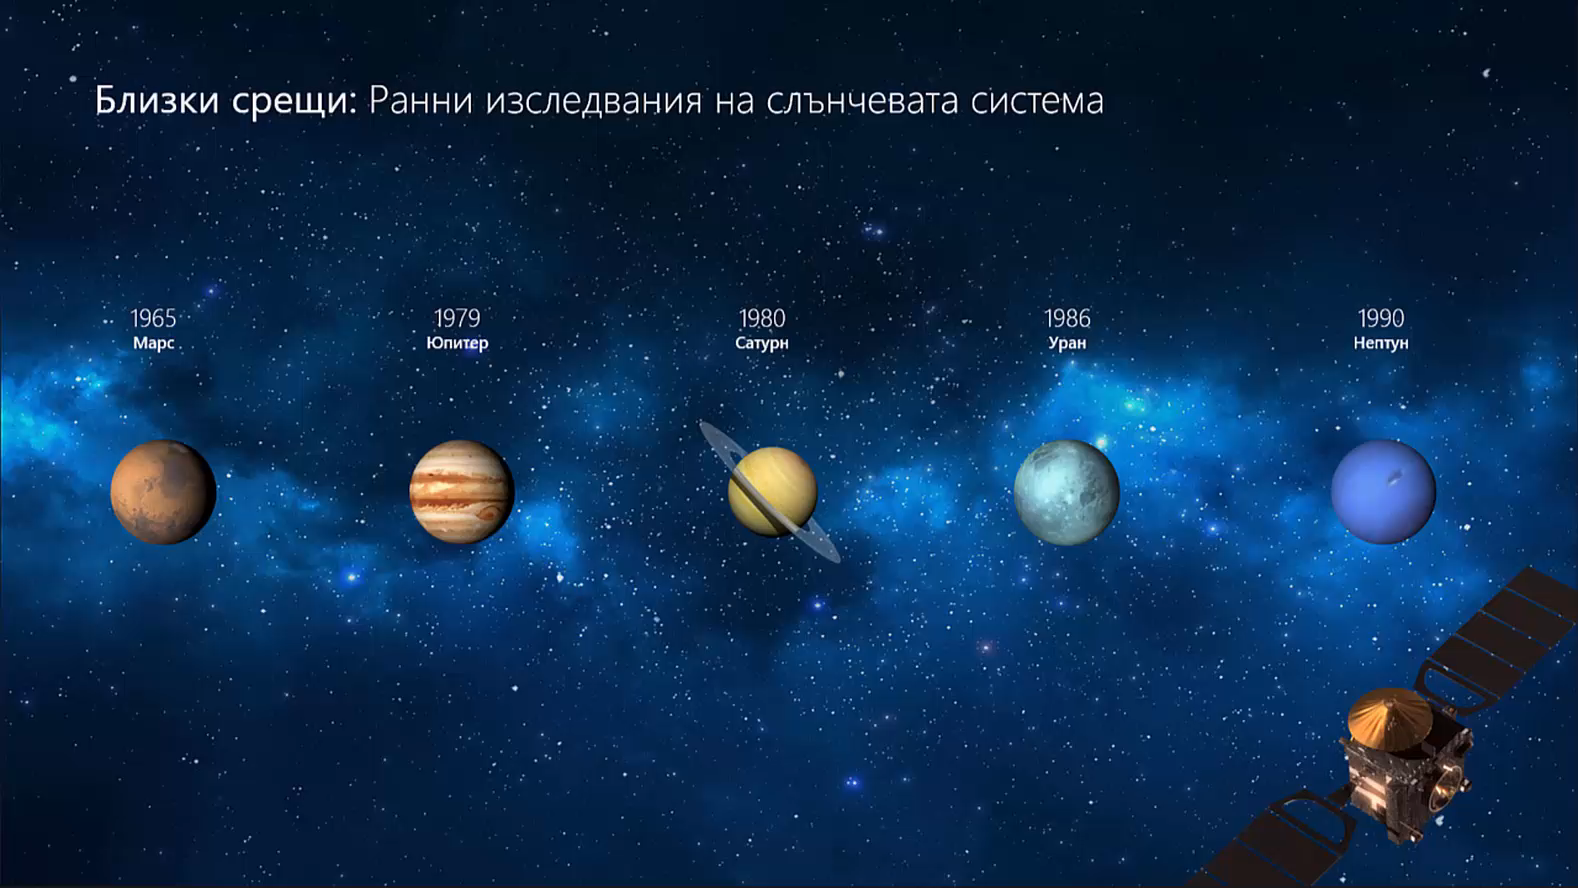 Близки срещи: Ранни изследвания на слънчевата система
1965
Марс
1979
Юпитер
1980
Сатурн
1986
Уран
1990
Нептун